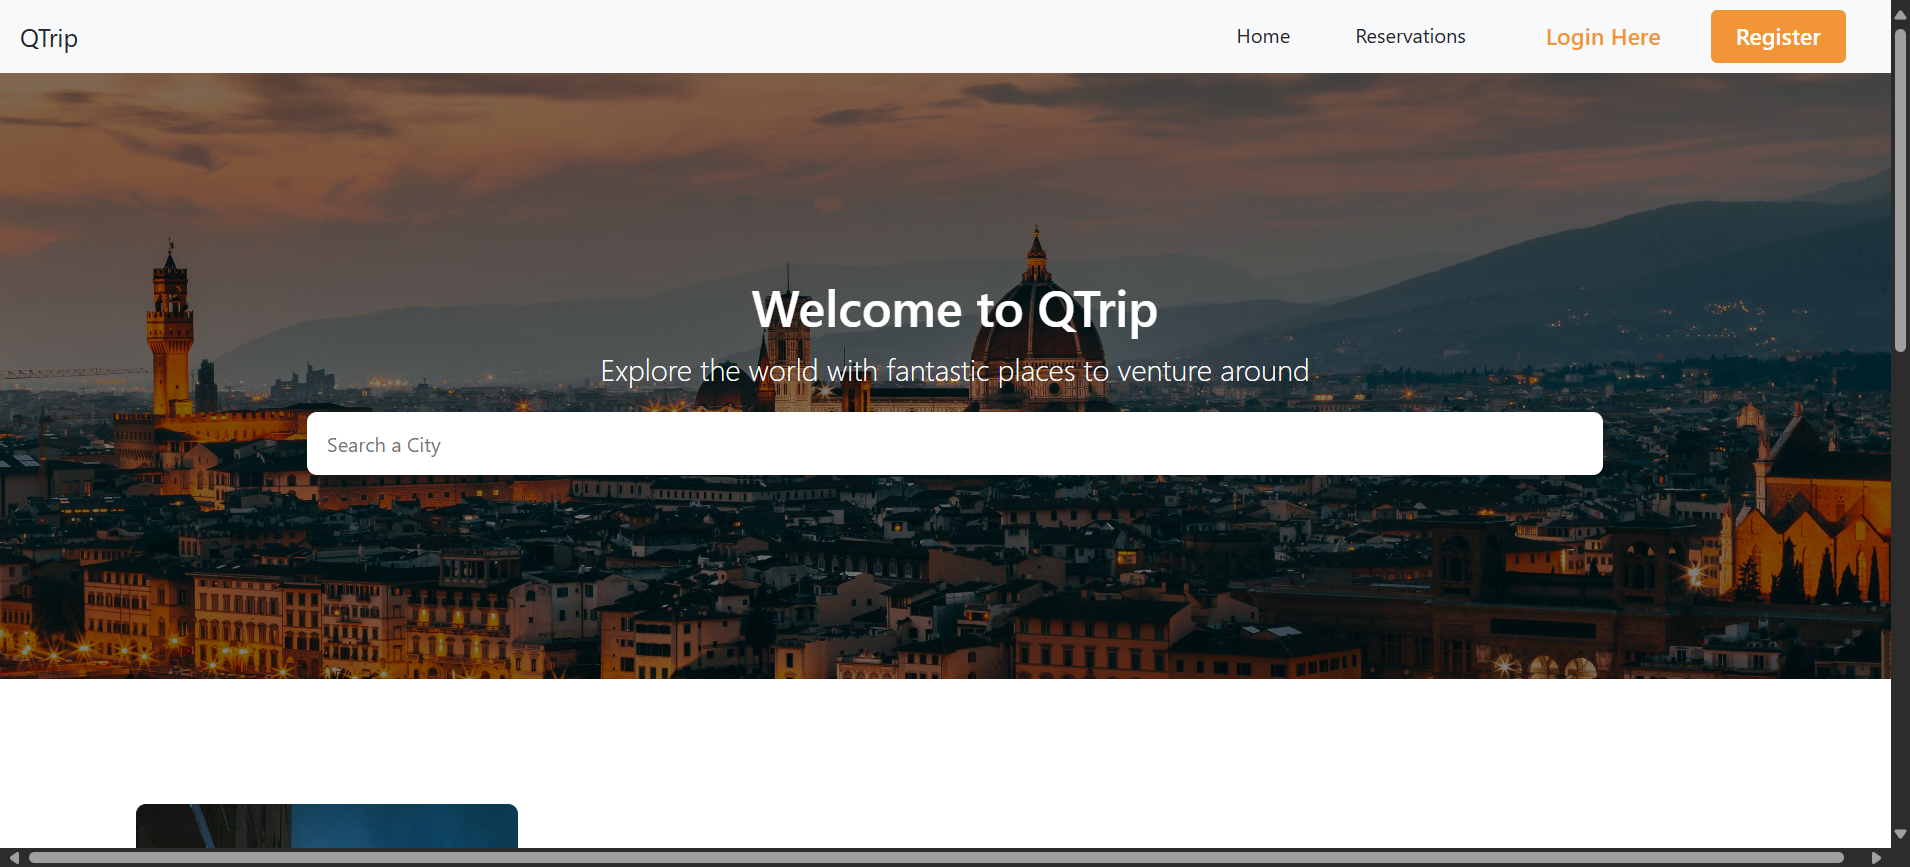 QTrip
Home
Reservations
Login Here
Register
Welcome to QTrip
Explore the world with fantastic places to venture around
Search a City